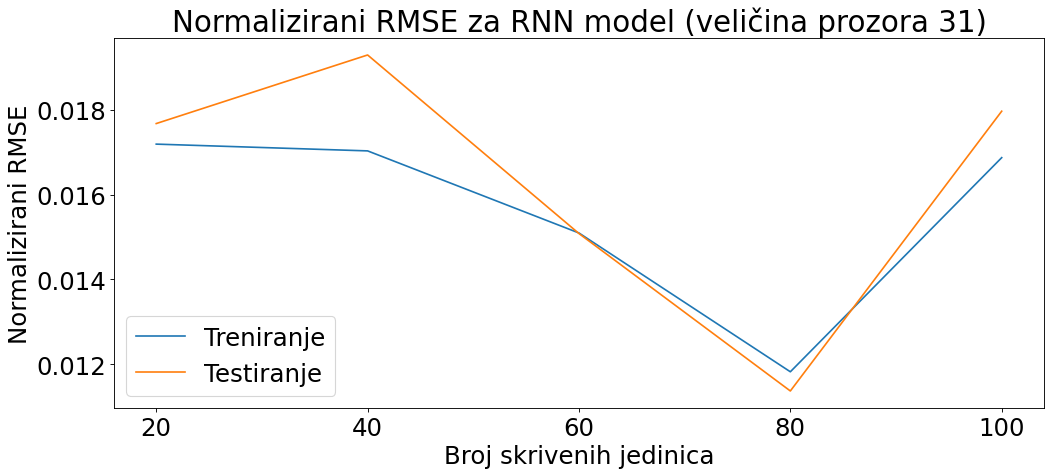 Normalizirani RMSE za RNN model (veličina prozora 31)
Normalizirani RMSE
0.018
0.016
0.014
0.012
Treniranje
Testiranje
20 40 60 80 100
Broj skrivenih jedinica